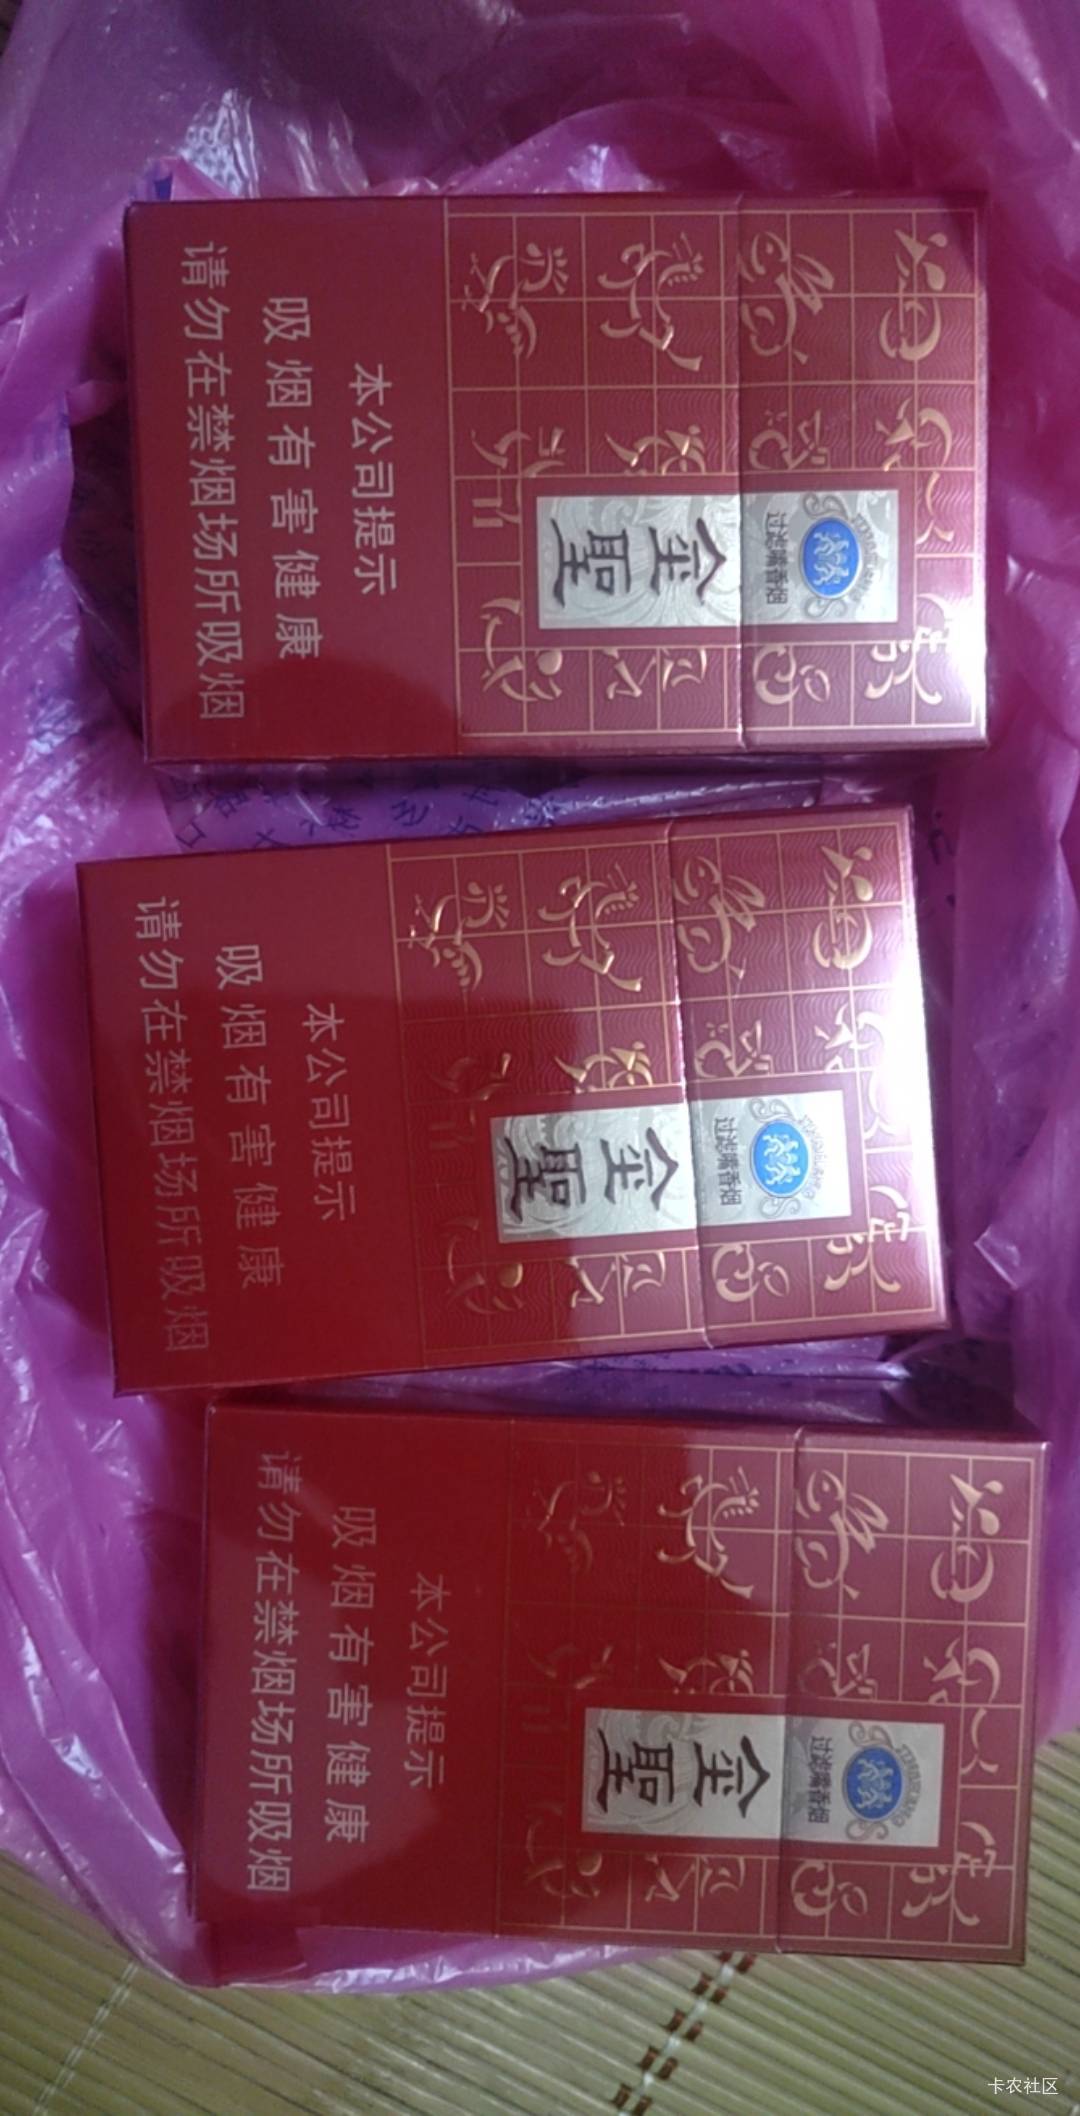 金聖
过滤嘴香烟
本公司提示
吸烟有害健康
请勿在禁烟场所吸烟
金聖
过滤嘴香烟
本公司提示
吸烟有害健康
请勿在禁烟场所吸烟
金聖
过滤嘴香烟
本公司提示
吸烟有害健康
请勿在禁烟场所吸烟
卡农社区